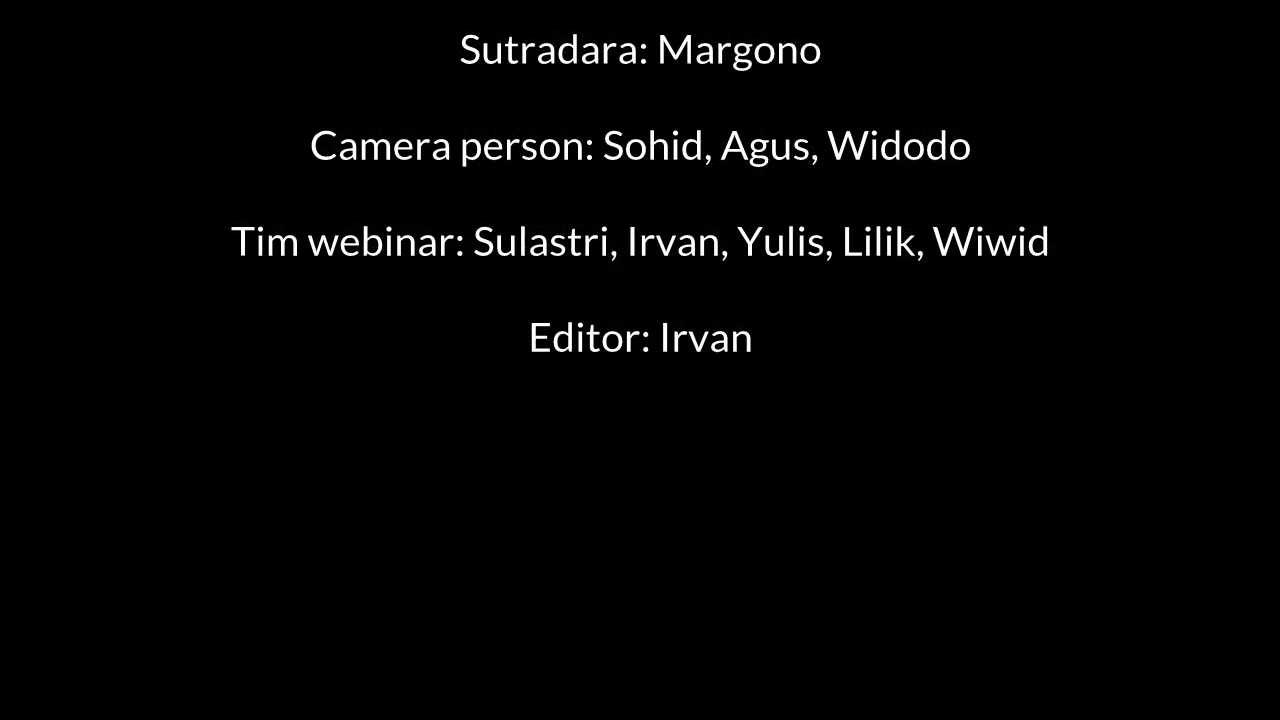 Sutradara: Margono
Camera person: Sohid, Agus, Widodo
Tim webinar: Sulastri, Irvan, Yulis, Lilik, Wiwid
Editor: Irvan